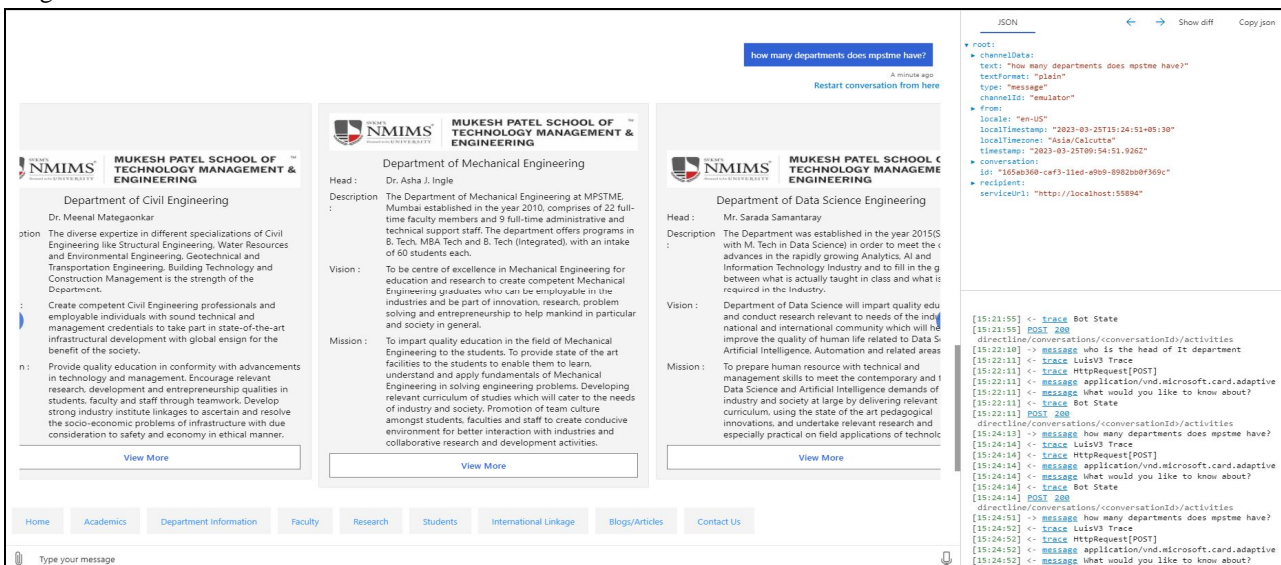 how many departments does mpstme have?
A minute ago
Restart conversation from here
SVKM'S
NMIMS
MUKESH PATEL SCHOOL OF
TECHNOLOGY MANAGEMENT &
ENGINEERING
Department of Civil Engineering
Dr. Meenal Mategaonkar
ption The diverse expertize in different specializations of Civil
Engineering like Structural Engineering, Water Resources
and Environmental Engineering, Geotechnical and
Transportation Engineering, Building Technology and
Construction Management is the strength of the
Department.
: Create competent Civil Engineering professionals and
employable individuals with sound technical and
management credentials to take part in state-of-the-art
infrastructural development with global ensign for the
benefit of the society.
n : Provide quality education in conformity with advancements
in technology and management. Encourage relevant
research, development and entrepreneurship qualities in
students, faculty and staff through teamwork. Develop
strong industry institute linkages to ascertain and resolve
the socio-economic problems of infrastructure with due
consideration to safety and economy in ethical manner.
View More
SVKM'S
NMIMS
MUKESH PATEL SCHOOL OF ™
TECHNOLOGY MANAGEMENT &
ENGINEERING
Department of Mechanical Engineering
Head : Dr. Asha J. Ingle
Description : The Department of Mechanical Engineering at MPSTME,
Mumbai established in the year 2010, comprises of 22 full-
time faculty members and 9 full-time administrative and
technical support staff. The department offers programs in
B. Tech, MBA Tech and B. Tech (Integrated), with an intake
of 60 students each.
Vision : To be centre of excellence in Mechanical Engineering for
education and research to create competent Mechanical
Engineering graduates who can be employable in the
industries and be part of innovation, research, problem
solving and entrepreneurship to help mankind in particular
and society in general.
Mission : To impart quality education in the field of Mechanical
Engineering to the students. To provide state of the art
facilities to the students to enable them to learn,
understand and apply fundamentals of Mechanical
Engineering in solving engineering problems. Developing
relevant curriculum of studies which will cater to the needs
of industry and society. Promotion of team culture
amongst students, faculties and staff to create conducive
environment for better interaction with industries and
collaborative research and development activities.
View More
SVKM'S
NMIMS
MUKESH PATEL SCHOOL O
TECHNOLOGY MANAGEME
ENGINEERING
Department of Data Science Engineering
Head : Mr. Sarada Samantaray
Description : The Department was established in the year 2015(S
with M. Tech in Data Science) in order to meet the
advances in the rapidly growing Analytics, AI and
Information Technology Industry and to fill in the g
between what is actually taught in class and what is
required in the Industry.
Vision : Department of Data Science will impart quality edu
and conduct research relevant to needs of the indu
national and international community which will he
improve the quality of human life related to Data S
Artificial Intelligence, Automation and related areas
Mission : To prepare human resource with technical and
management skills to meet the contemporary and f
Data Science and Artificial Intelligence demands of
industry and society at large by delivering relevant
curriculum, using the state of the art pedagogical
innovations, and undertake relevant research and
especially practical on field applications of technolo
View More
Home Academics Department Information Faculty Research Students International Linkage Blogs/Articles Contact Us
Type your message
JSON ← → Show diff Copy json
root:
channelData:
text: "how many departments does mpstme have?"
textFormat: "plain"
type: "message"
channelId: "emulator"
from:
locale: "en-US"
localTimestamp: "2023-03-25T15:24:51+05:30"
localTimezone: "Asia/Calcutta"
timestamp: "2023-03-25T09:54:51.926Z"
conversation:
id: "165ab360-caf3-11ed-a9b9-8982bb0f369c"
recipient:
serviceUrl: "http://localhost:55894"
[15:21:55] <- trace Bot State
[15:21:55] POST 200
directline/conversations/<conversationId>/activities
[15:22:10] -> message who is the head of It department
[15:22:11] <- trace LuisV3 Trace
[15:22:11] <- trace HttpRequest[POST]
[15:22:11] <- message application/vnd.microsoft.card.adaptive
[15:22:11] <- message What would you like to know about?
[15:22:11] <- trace Bot State
[15:22:11] POST 200
directline/conversations/<conversationId>/activities
[15:24:13] -> message how many departments does mpstme have?
[15:24:14] <- trace LuisV3 Trace
[15:24:14] <- trace HttpRequest[POST]
[15:24:14] <- message application/vnd.microsoft.card.adaptive
[15:24:14] <- message What would you like to know about?
[15:24:14] <- trace Bot State
[15:24:14] POST 200
directline/conversations/<conversationId>/activities
[15:24:51] -> message how many departments does mpstme have?
[15:24:52] <- trace LuisV3 Trace
[15:24:52] <- trace HttpRequest[POST]
[15:24:52] <- message application/vnd.microsoft.card.adaptive
[15:24:52] <- message What would you like to know about?